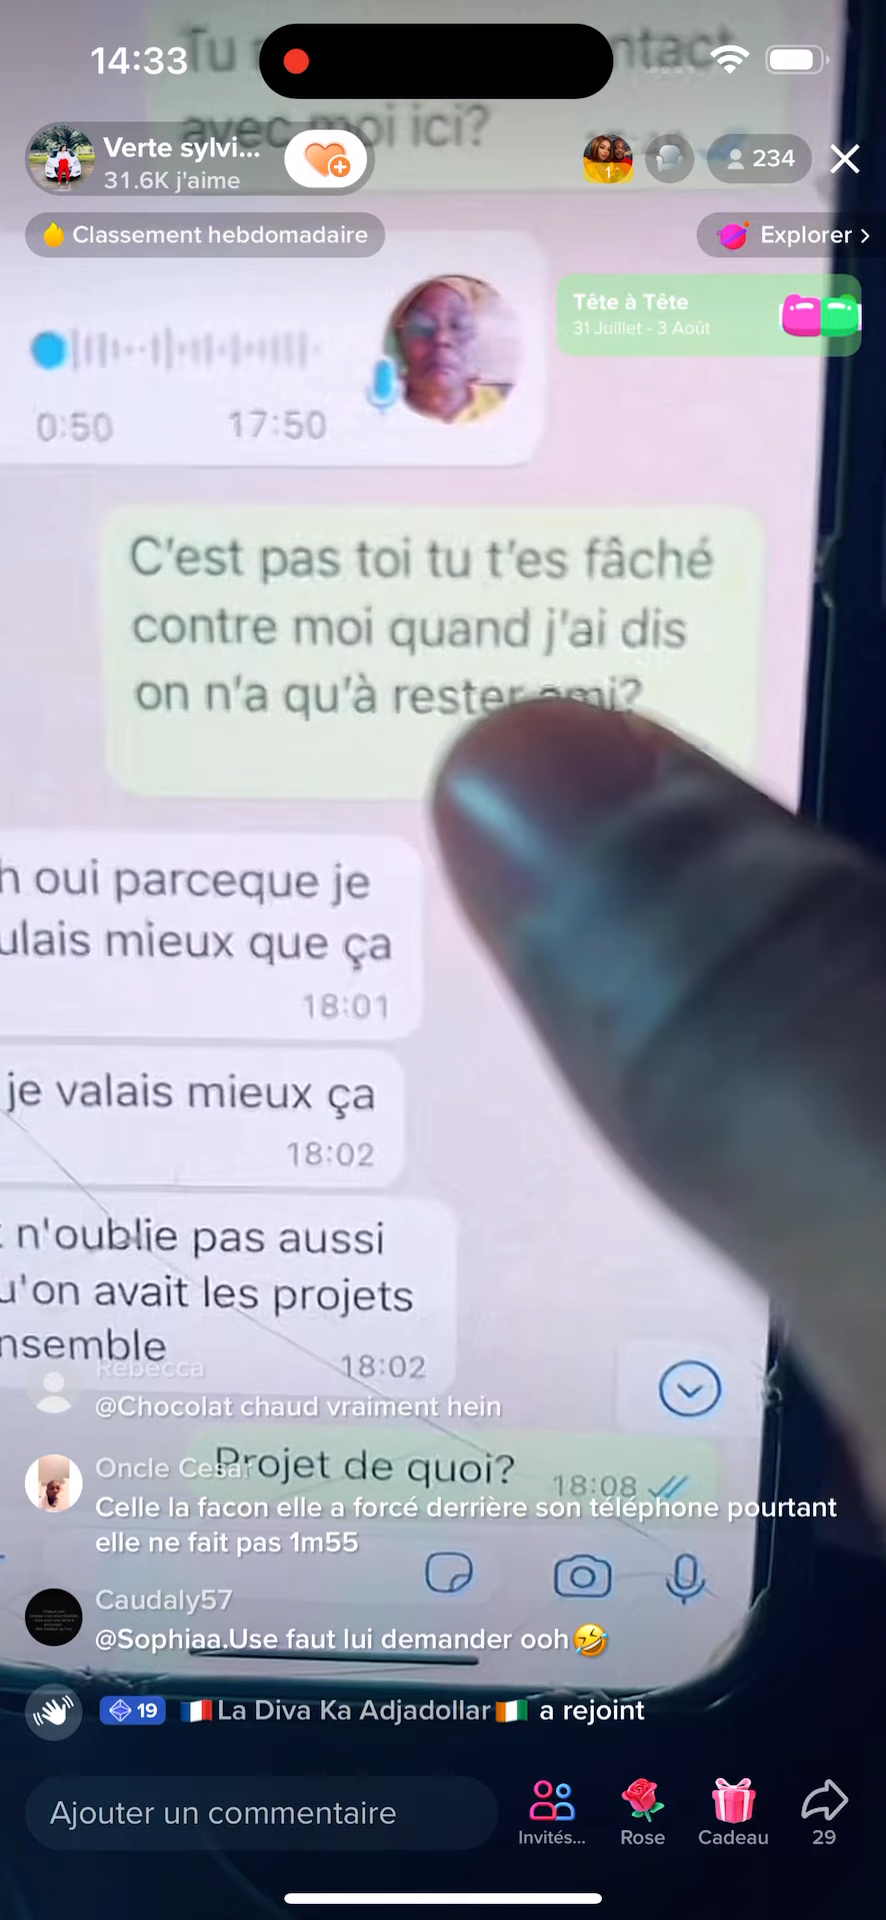 14:33
Tu
ntact
avec moi ici?
Verte sylvi...
31.6K j'aime
1
234
Classement hebdomadaire
Explorer >
Tête à Tête
31 Juillet - 3 Août
0:50
17:50
C'est pas toi tu t'es fâché
contre moi quand j'ai dis
on n'a qu'à rester ami?
h oui parceque je
ulais mieux que ça
18:01
je valais mieux ça
18:02
n'oublie pas aussi
u'on avait les projets
nsemble
18:02
Rebecca
@Chocolat chaud vraiment hein
Projet de quoi?
18:08
Oncle Cesar
Celle la facon elle a forcé derrière son téléphone pourtant
elle ne fait pas 1m55
Caudaly57
@Sophiaa.Use faut lui demander ooh🤣
19 🇫🇷La Diva Ka Adjadollar🇨🇮 a rejoint
Ajouter un commentaire
Invités...
Rose
Cadeau
29